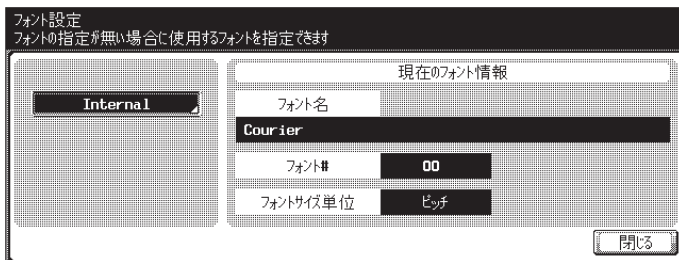 フォント設定
フォントの指定が無い場合に使用するフォントを指定できます
現在のフォント情報
Internal
フォント名
Courier
フォント# 00
フォントサイズ単位 ピッチ
閉じる